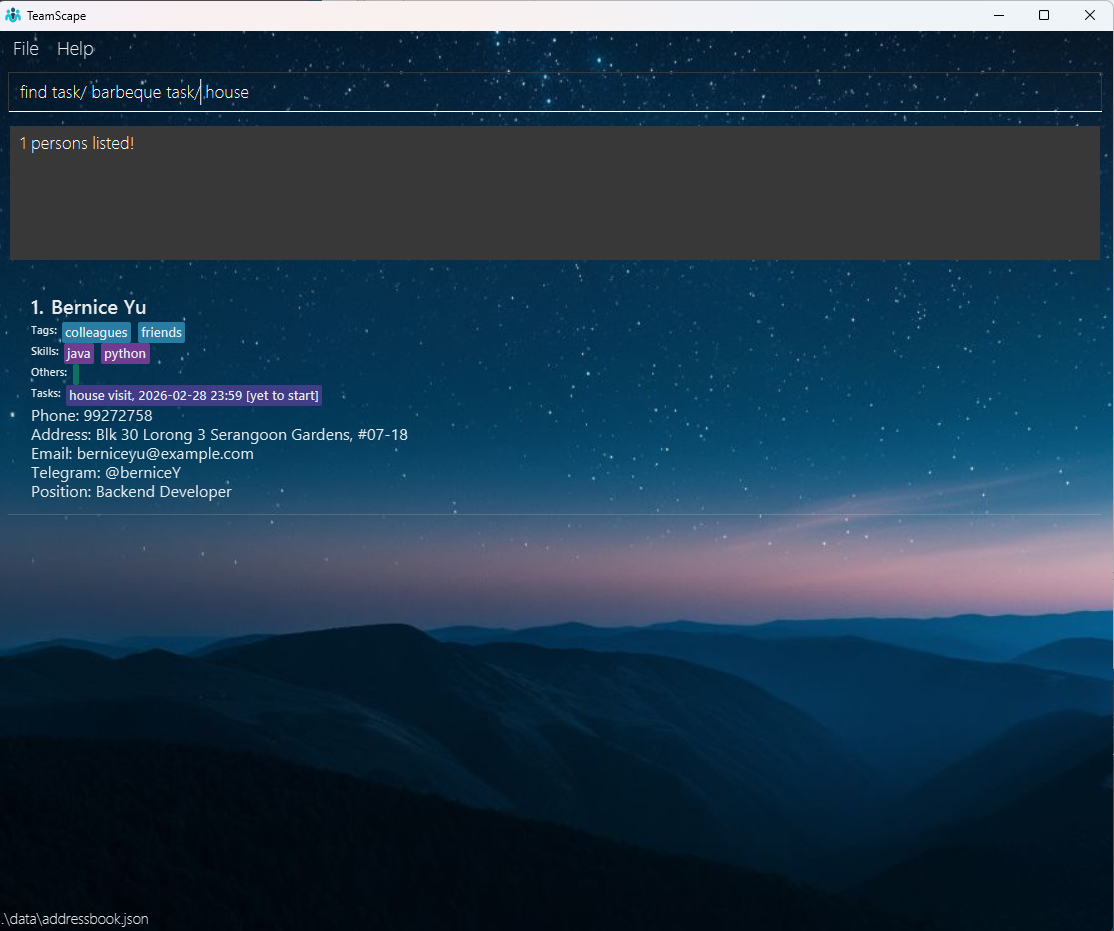 TeamScape
File Help
find task/ barbeque task/ house
1 persons listed!
1. Bernice Yu
Tags: colleagues friends
Skills: java python
Others:
Tasks: house visit, 2026-02-28 23:59 [yet to start]
Phone: 99272758
Address: Blk 30 Lorong 3 Serangoon Gardens, #07-18
Email: berniceyu@example.com
Telegram: @berniceY
Position: Backend Developer
.\data\addressbook.json